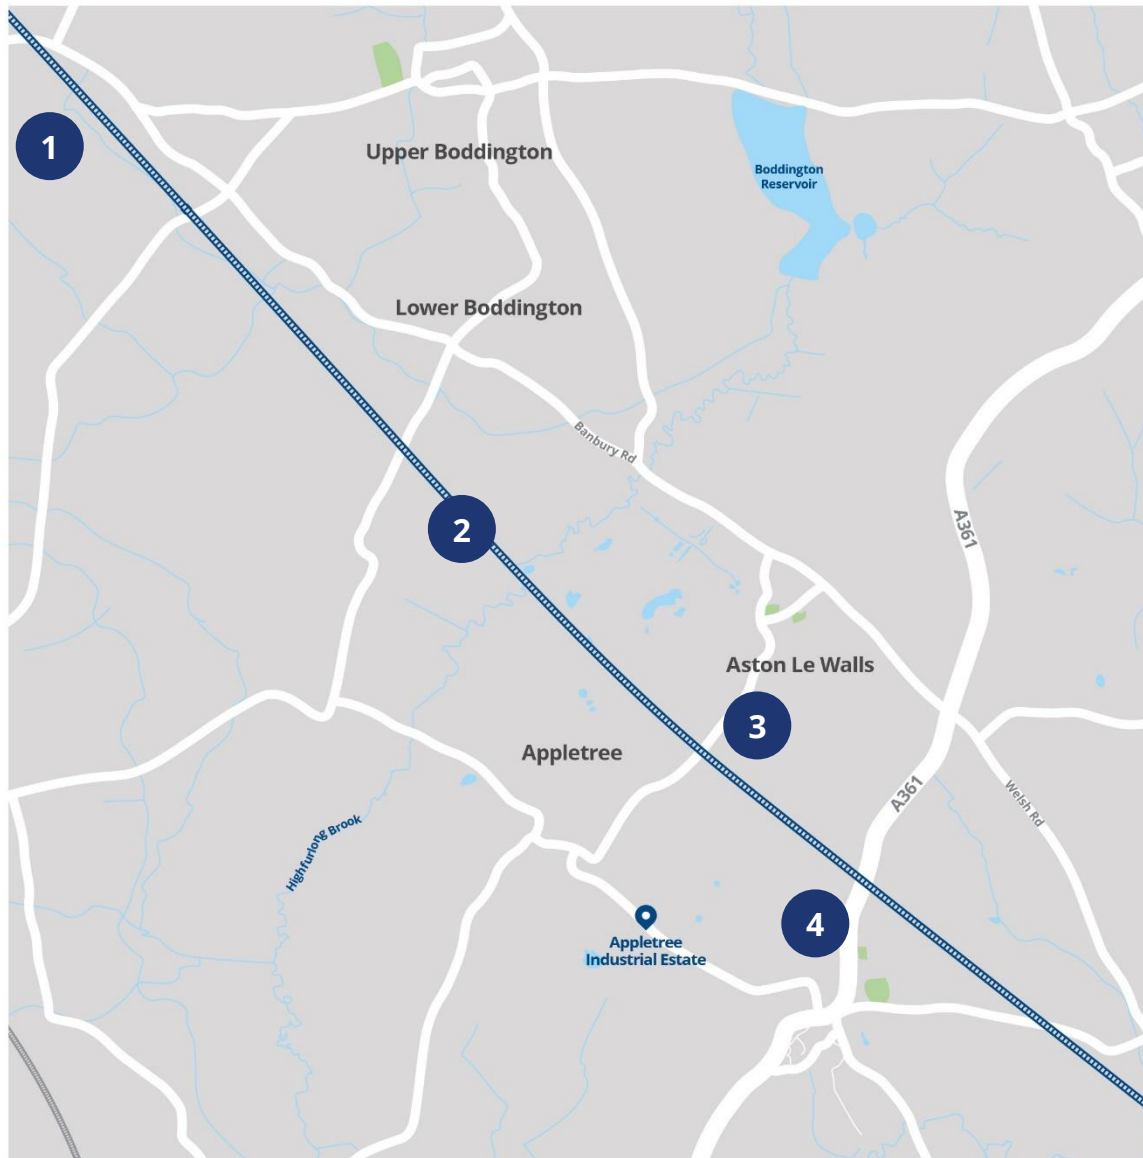 1
Upper Boddington
Boddington
Reservoir
Lower Boddington
Banbury Rd
A361
2
Aston Le Walls
3
Appletree
A361
Welsh Rd
Highfurlong Brook
4
Appletree
Industrial Estate